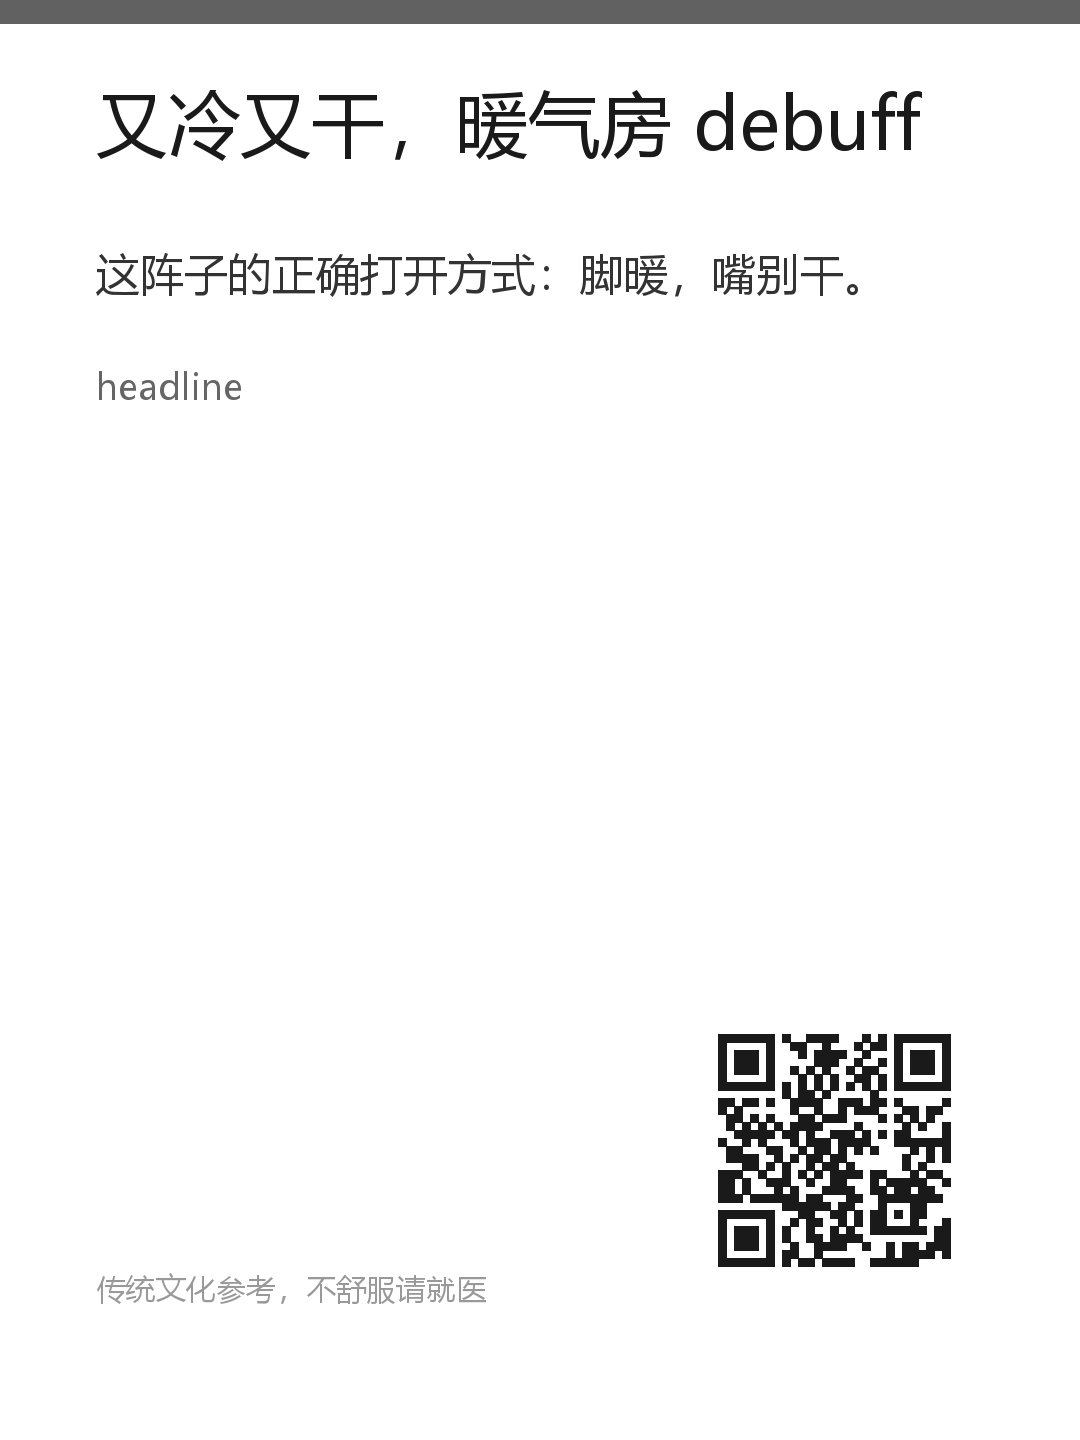 又冷又干，暖气房 debuff
这阵子的正确打开方式：脚暖，嘴别干。
headline
传统文化参考，不舒服请就医